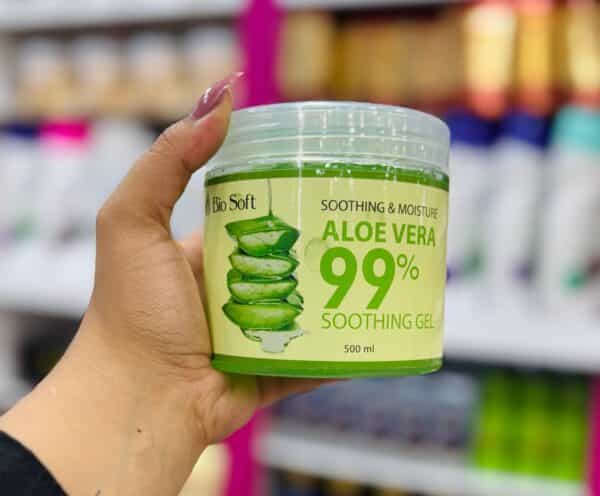 Bio Soft
SOOTHING & MOISTURE
ALOE VERA
99%
SOOTHING GEL
500 ml